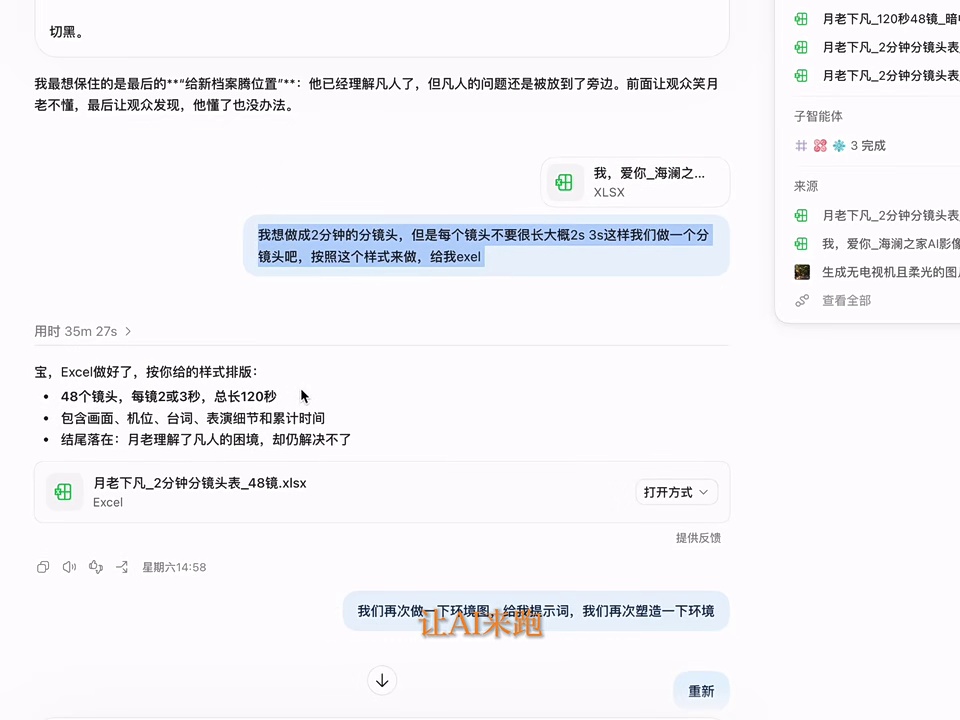 切黑。
我最想保住的是最后的**“给新档案腾位置”**：他已经理解凡人了，但凡人的问题还是被放到了旁边。前面让观众笑月
老不懂，最后让观众发现，他懂了也没办法。
我，爱你_海澜之...
XLSX
我想做成2分钟的分镜头，但是每个镜头不要很长大概2s 3s这样我们做一个分
镜头吧，按照这个样式来做，给我exel
用时 35m 27s
宝，Excel做好了，按你给的样式排版：
• 48个镜头，每镜2或3秒，总长120秒
• 包含画面、机位、台词、表演细节和累计时间
• 结尾落在：月老理解了凡人的困境，却仍解决不了
月老下凡_2分钟分镜头表_48镜.xlsx
Excel
打开方式
提供反馈
星期六14:58
我们再次做一下环境图，给我提示词，我们再次塑造一下环境
让AI来跑
重新
月老下凡_120秒48镜_暗
月老下凡_2分钟分镜头表
月老下凡_2分钟分镜头表
子智能体
3 完成
来源
月老下凡_2分钟分镜头表
我，爱你_海澜之家AI影像
生成无电视机且柔光的图
查看全部